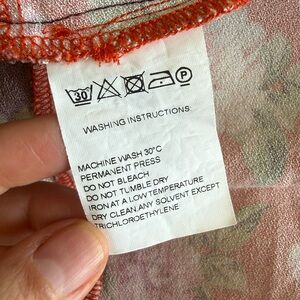 30
P
WASHING INSTRUCTIONS:
MACHINE WASH 30°C
PERMANENT PRESS
DO NOT BLEACH
DO NOT TUMBLE DRY
IRON AT A LOW TEMPERATURE
DRY CLEAN ANY SOLVENT EXCEPT
TRICHLOROETHYLENE